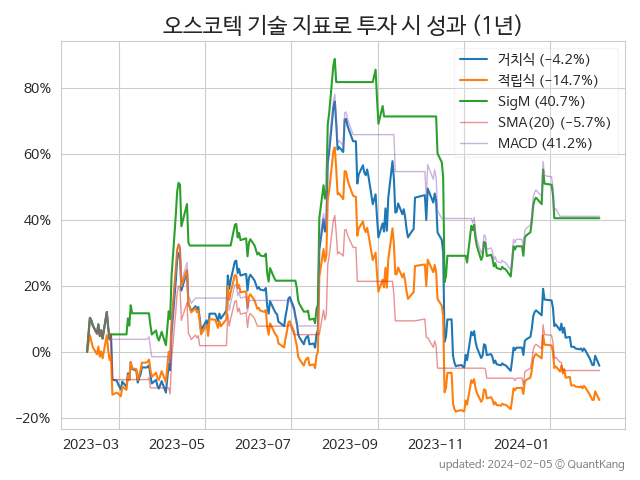 오스코텍 기술 지표로 투자 시 성과 (1년)
거치식 (−4.2%)
적립식 (−14.7%)
SigM (40.7%)
SMA(20) (−5.7%)
MACD (41.2%)
80%
60%
40%
20%
0%
−20%
2023-03 2023-05 2023-07 2023-09 2023-11 2024-01
updated: 2024-02-05 © QuantKang